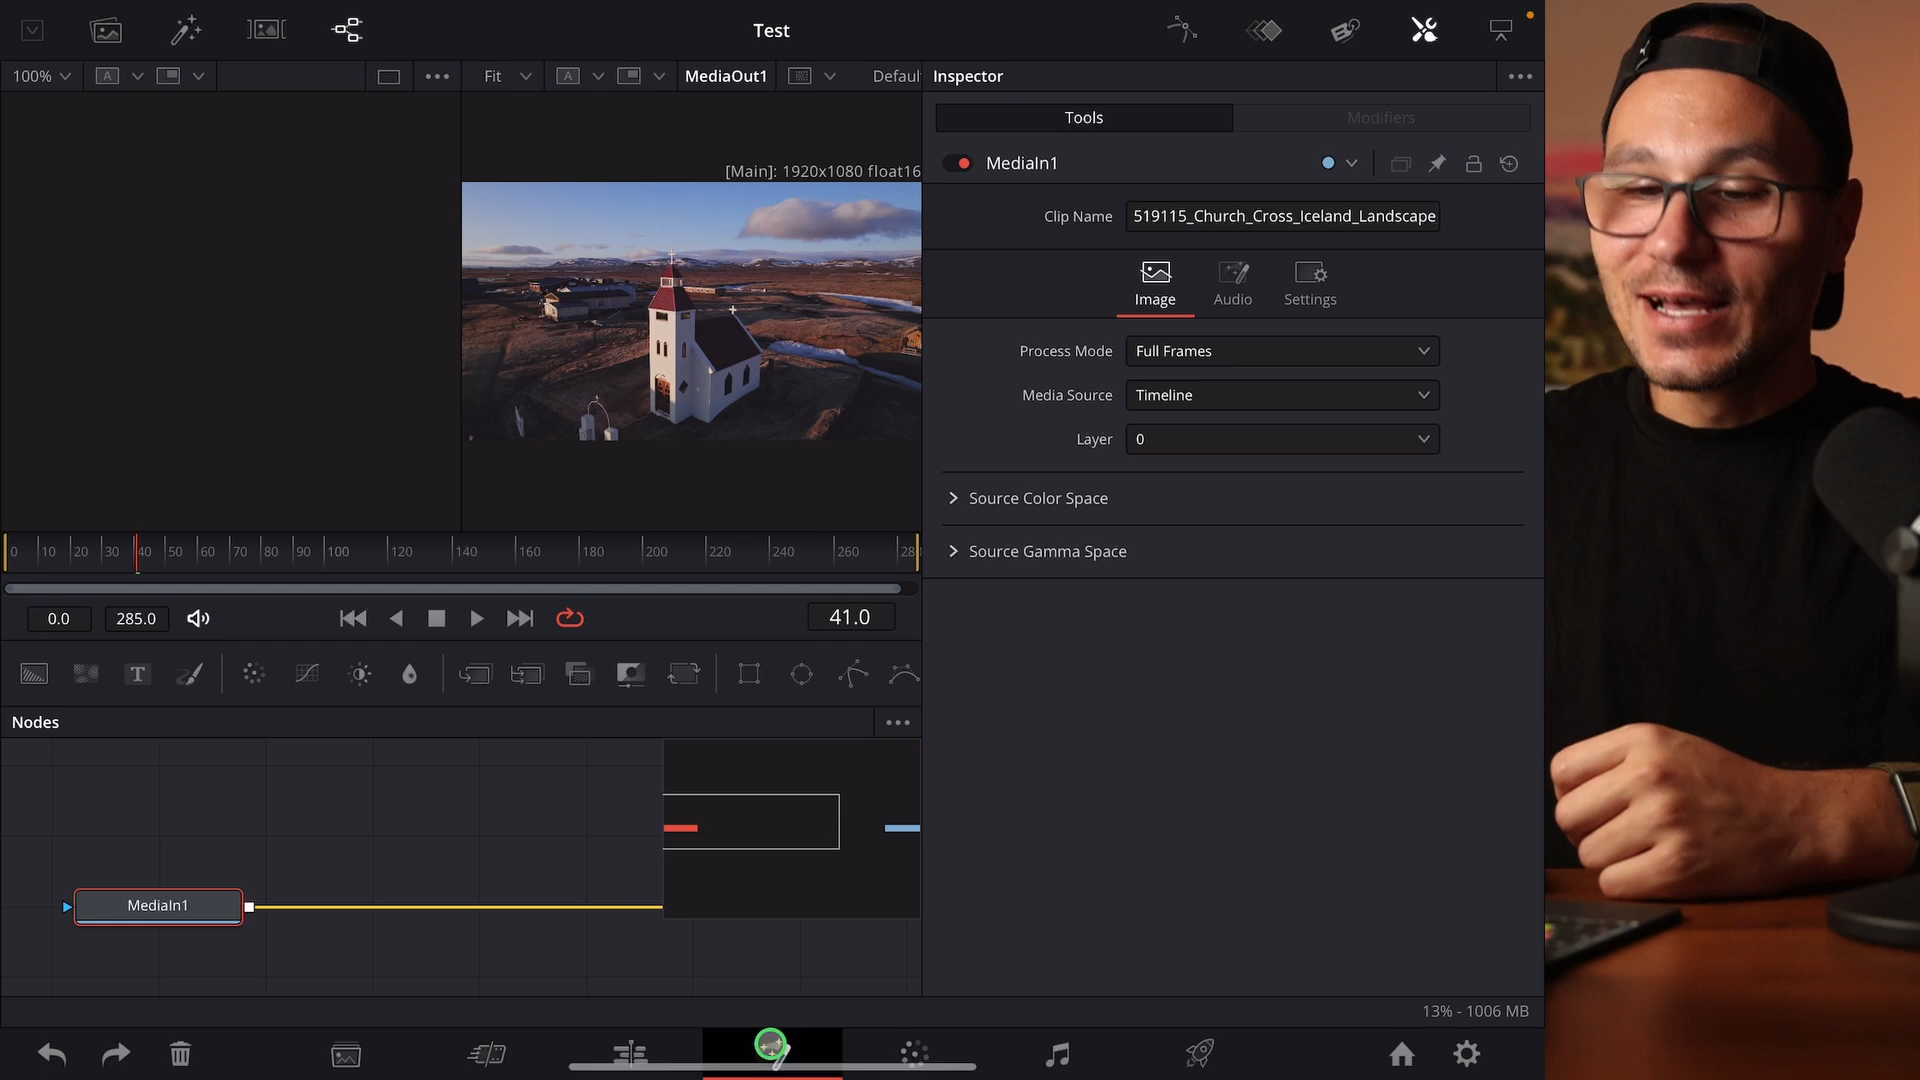 Test
100%
A
Fit
A
MediaOut1
Defaul
Inspector
Tools
Modifiers
[Main]: 1920x1080 float16
MediaIn1
Clip Name
519115_Church_Cross_Iceland_Landscape
Image
Audio
Settings
Process Mode
Full Frames
Media Source
Timeline
Layer
0
Source Color Space
Source Gamma Space
0 10 20 30 40 50 60 70 80 90 100 120 140 160 180 200 220 240 260 28
0.0
285.0
41.0
T
Nodes
MediaIn1
13% - 1006 MB